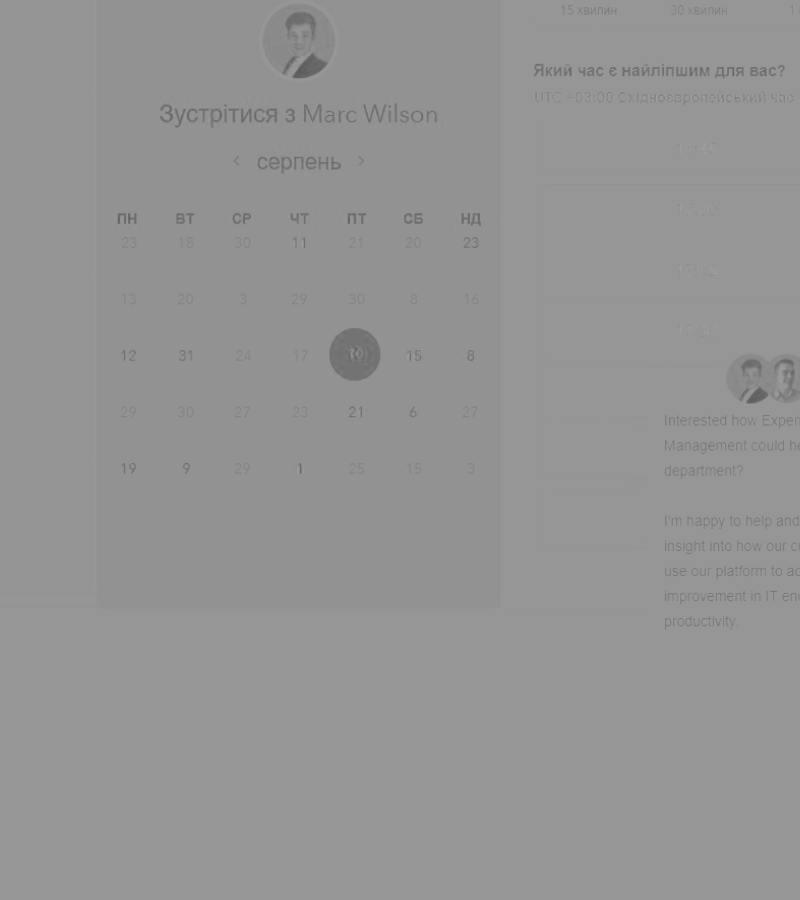 Зустрітися з Marc Wilson
серпень
ПН ВТ СР ЧТ ПТ СБ НД
23 18 30 11 21 20 23
13 20 3 29 30 8 16
12 31 24 17 10 15 8
29 30 27 23 21 6 27
19 9 29 1 25 15 3
15 хвилин 30 хвилин 1
Який час є найліпшим для вас?
UTC +03:00 Східноєвропейський час
Interested how Exper
Management could he
department?
I'm happy to help and
insight into how our c
use our platform to ac
improvement in IT en
productivity.